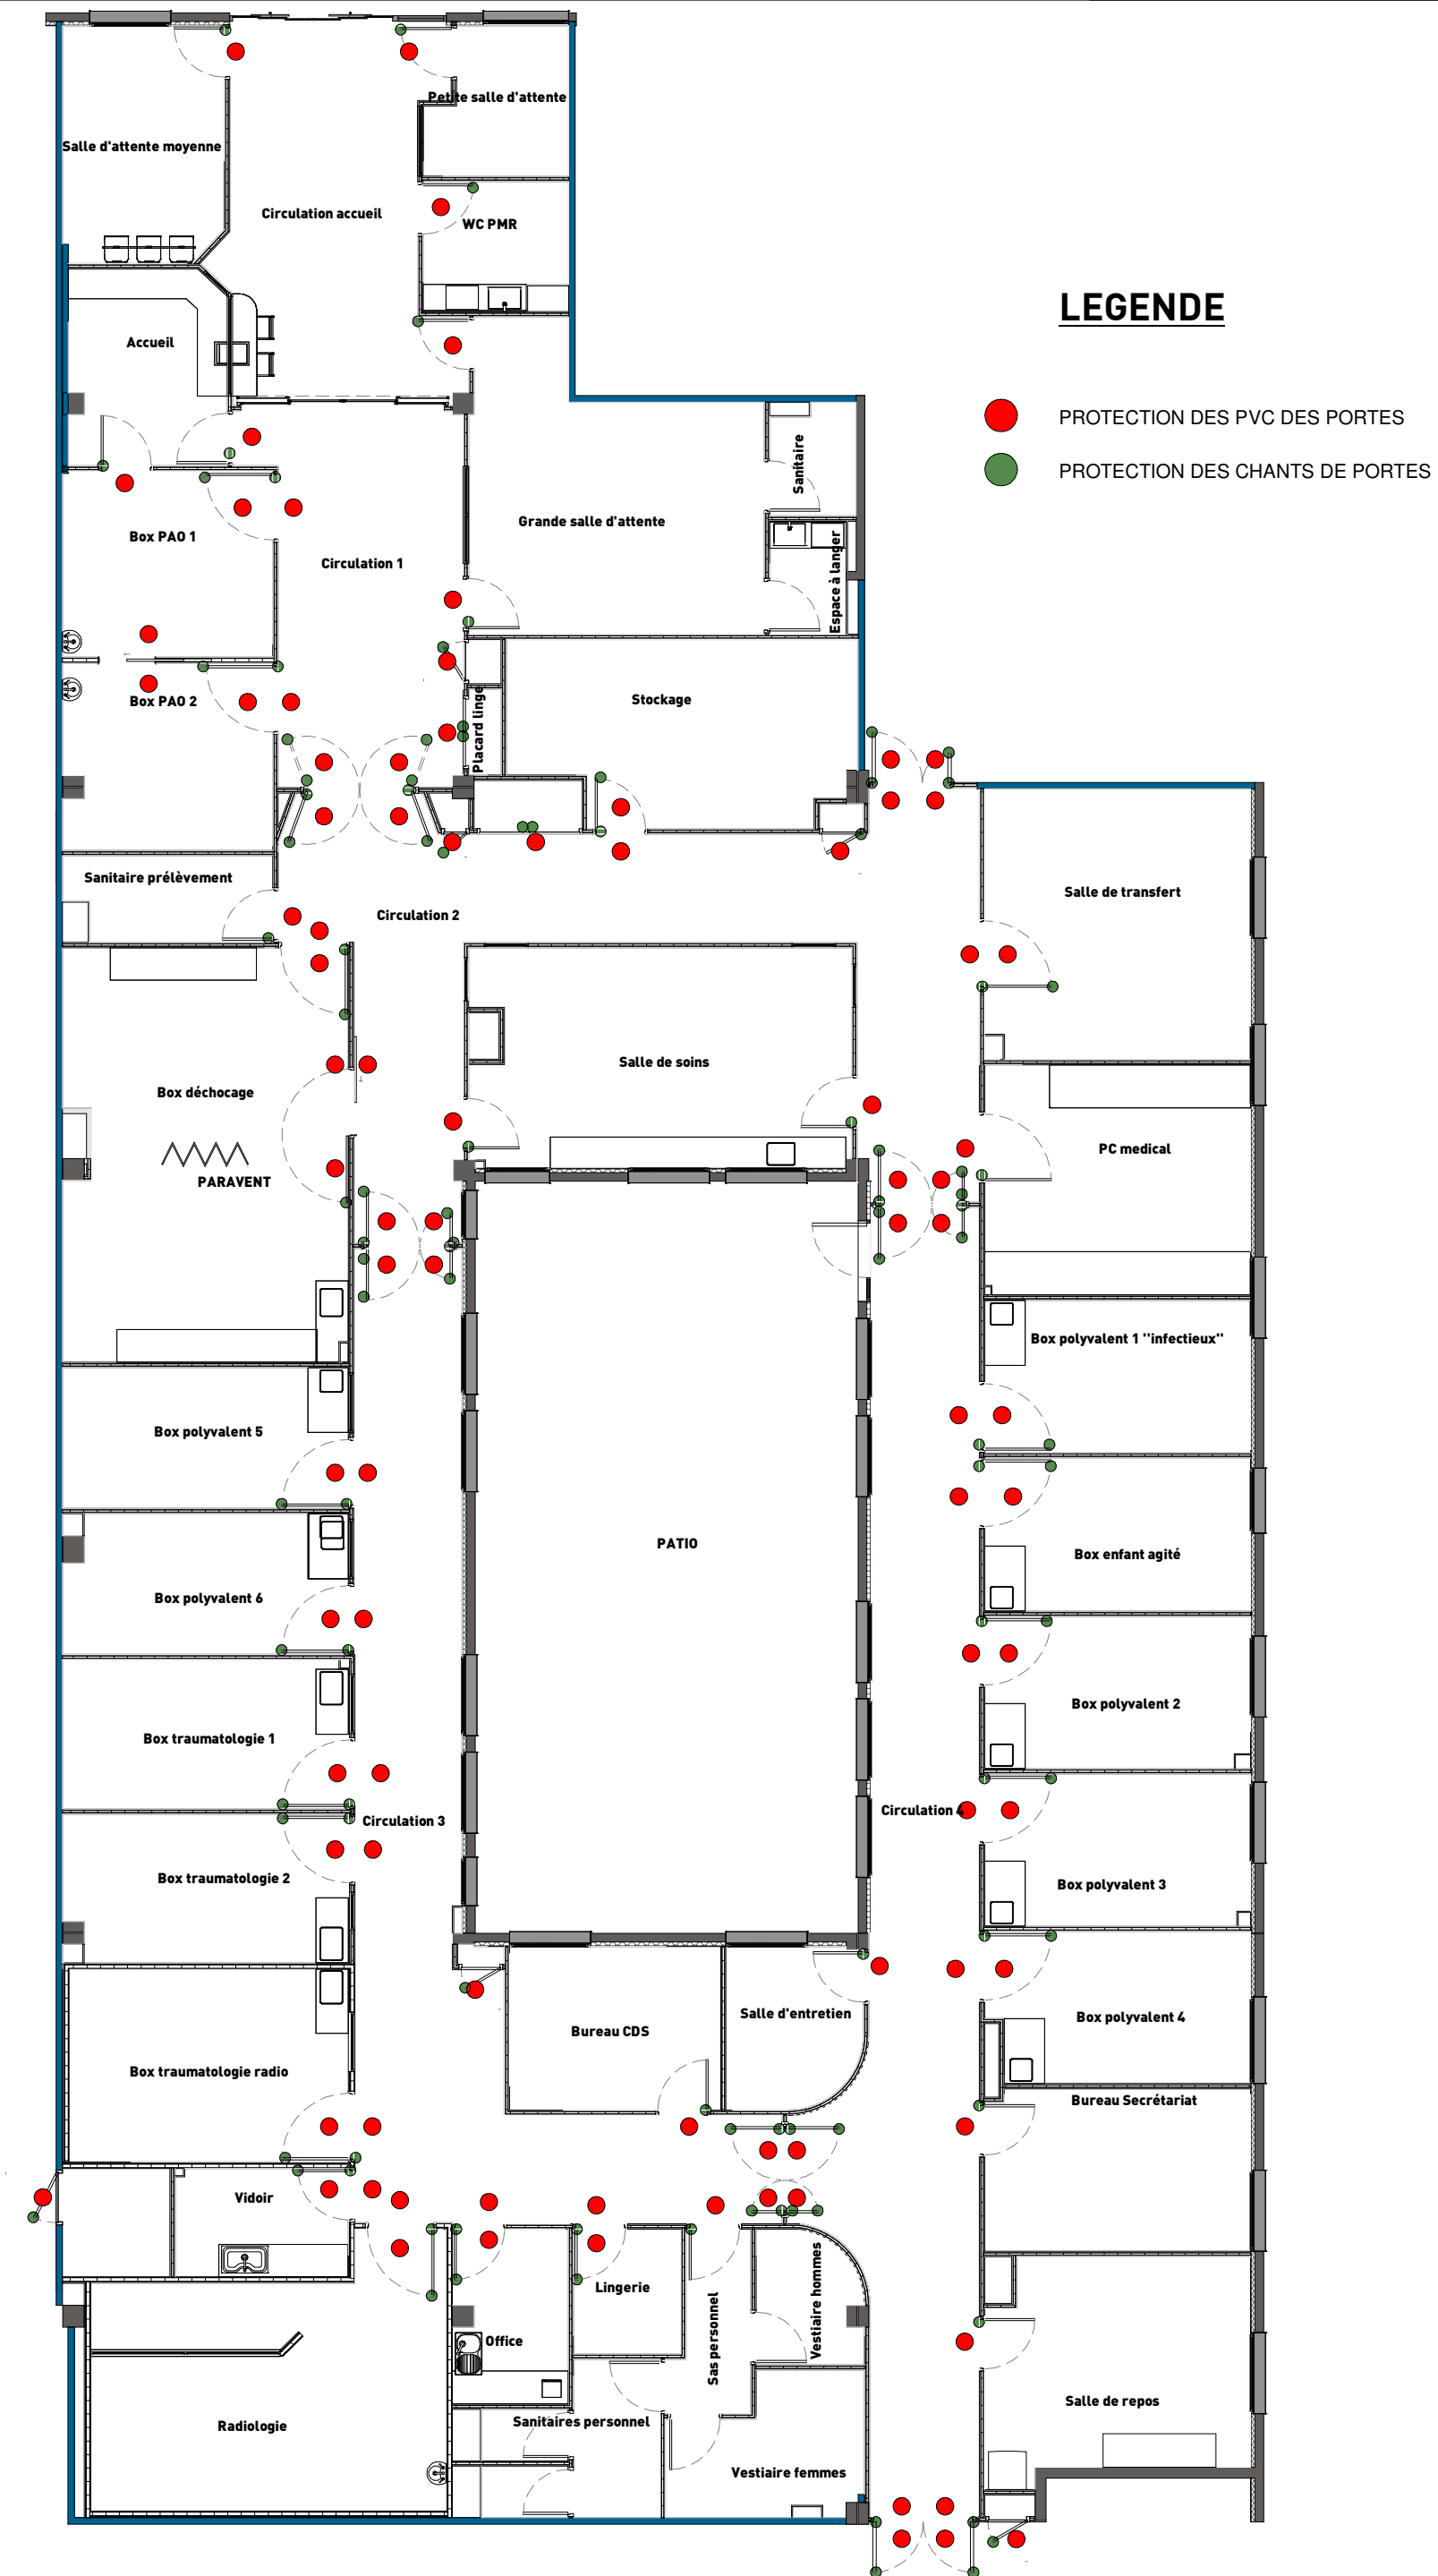 Petite salle d'attente
Salle d'attente moyenne
Circulation accueil
WC PMR
LEGENDE
Accueil
PROTECTION DES PVC DES PORTES
PROTECTION DES CHANTS DE PORTES
Sanitaire
Grande salle d'attente
Box PAO 1
Circulation 1
Espace à langer
Box PAO 2
Stockage
Placard linge
Sanitaire prélèvement
Circulation 2
Salle de transfert
Salle de soins
Box déchocage
PC medical
PARAVENT
Box polyvalent 1 "infectieux"
Box polyvalent 5
PATIO
Box enfant agité
Box polyvalent 6
Box polyvalent 2
Box traumatologie 1
Circulation 3
Circulation 4
Box traumatologie 2
Box polyvalent 3
Salle d'entretien
Box polyvalent 4
Bureau CDS
Box traumatologie radio
Bureau Secrétariat
Vidoir
Lingerie
Vestiaire hommes
Sas personnel
Office
Salle de repos
Radiologie
Sanitaires personnel
Vestiaire femmes